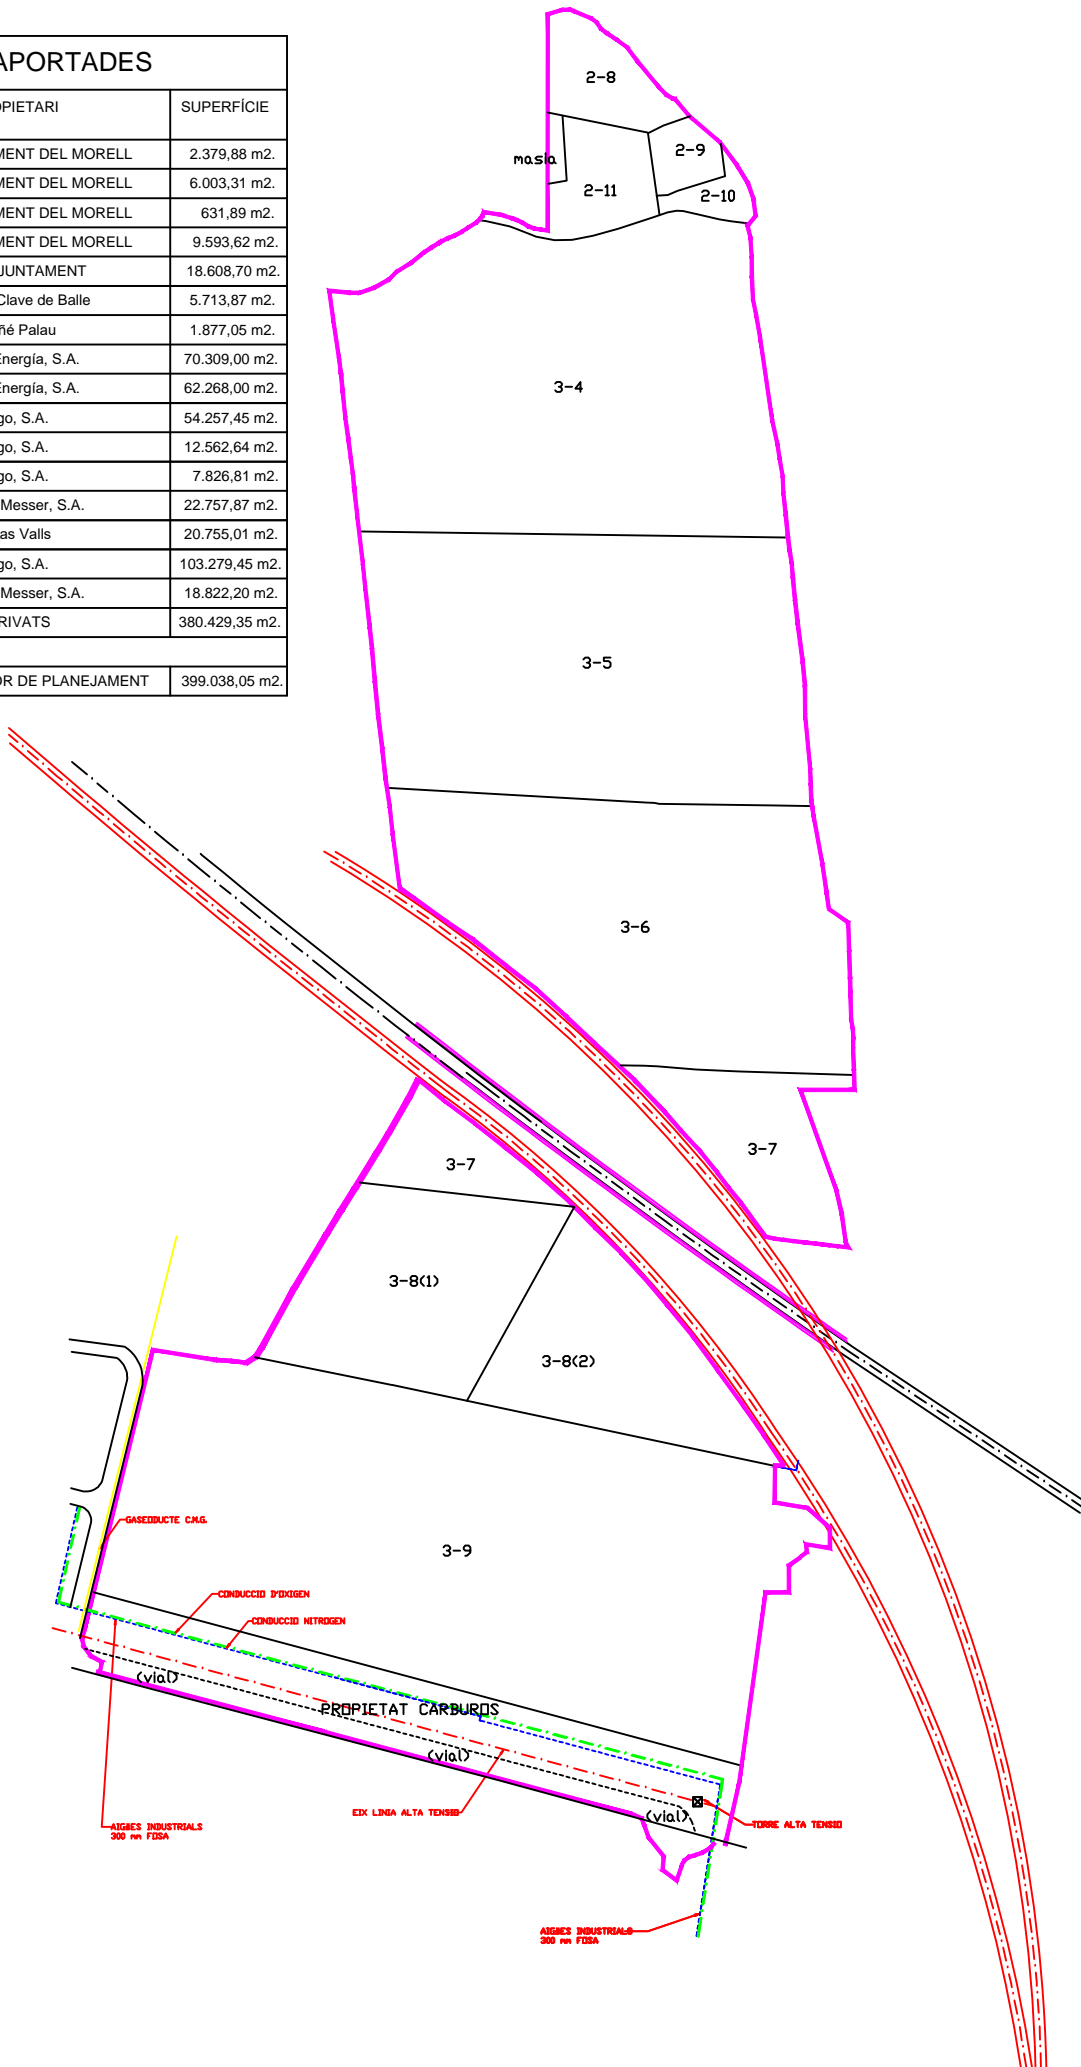 APORTADES
OPIETARI SUPERFÍCIE
MENT DEL MORELL 2.379,88 m2.
MENT DEL MORELL 6.003,31 m2.
MENT DEL MORELL 631,89 m2.
MENT DEL MORELL 9.593,62 m2.
JUNTAMENT 18.608,70 m2.
Clave de Balle 5.713,87 m2.
ñé Palau 1.877,05 m2.
Energía, S.A. 70.309,00 m2.
Energía, S.A. 62.268,00 m2.
go, S.A. 54.257,45 m2.
go, S.A. 12.562,64 m2.
go, S.A. 7.826,81 m2.
Messer, S.A. 22.757,87 m2.
as Valls 20.755,01 m2.
go, S.A. 103.279,45 m2.
Messer, S.A. 18.822,20 m2.
RIVATS 380.429,35 m2.
OR DE PLANEJAMENT 399.038,05 m2.
2-8
2-9
masia
2-11
2-10
3-4
3-5
3-6
3-7
3-7
3-8(1)
3-8(2)
3-9
GASEODUCTE C.M.G.
CONDUCCIO D'OXIGEN
CONDUCCIO NITROGEN
(vial)
PROPIETAT CARBUROS
(vial)
EIX LINIA ALTA TENSIO
(vial)
TORRE ALTA TENSIO
AIGÜES INDUSTRIALS
300 mm FOSA
AIGÜES INDUSTRIALS
300 mm FOSA